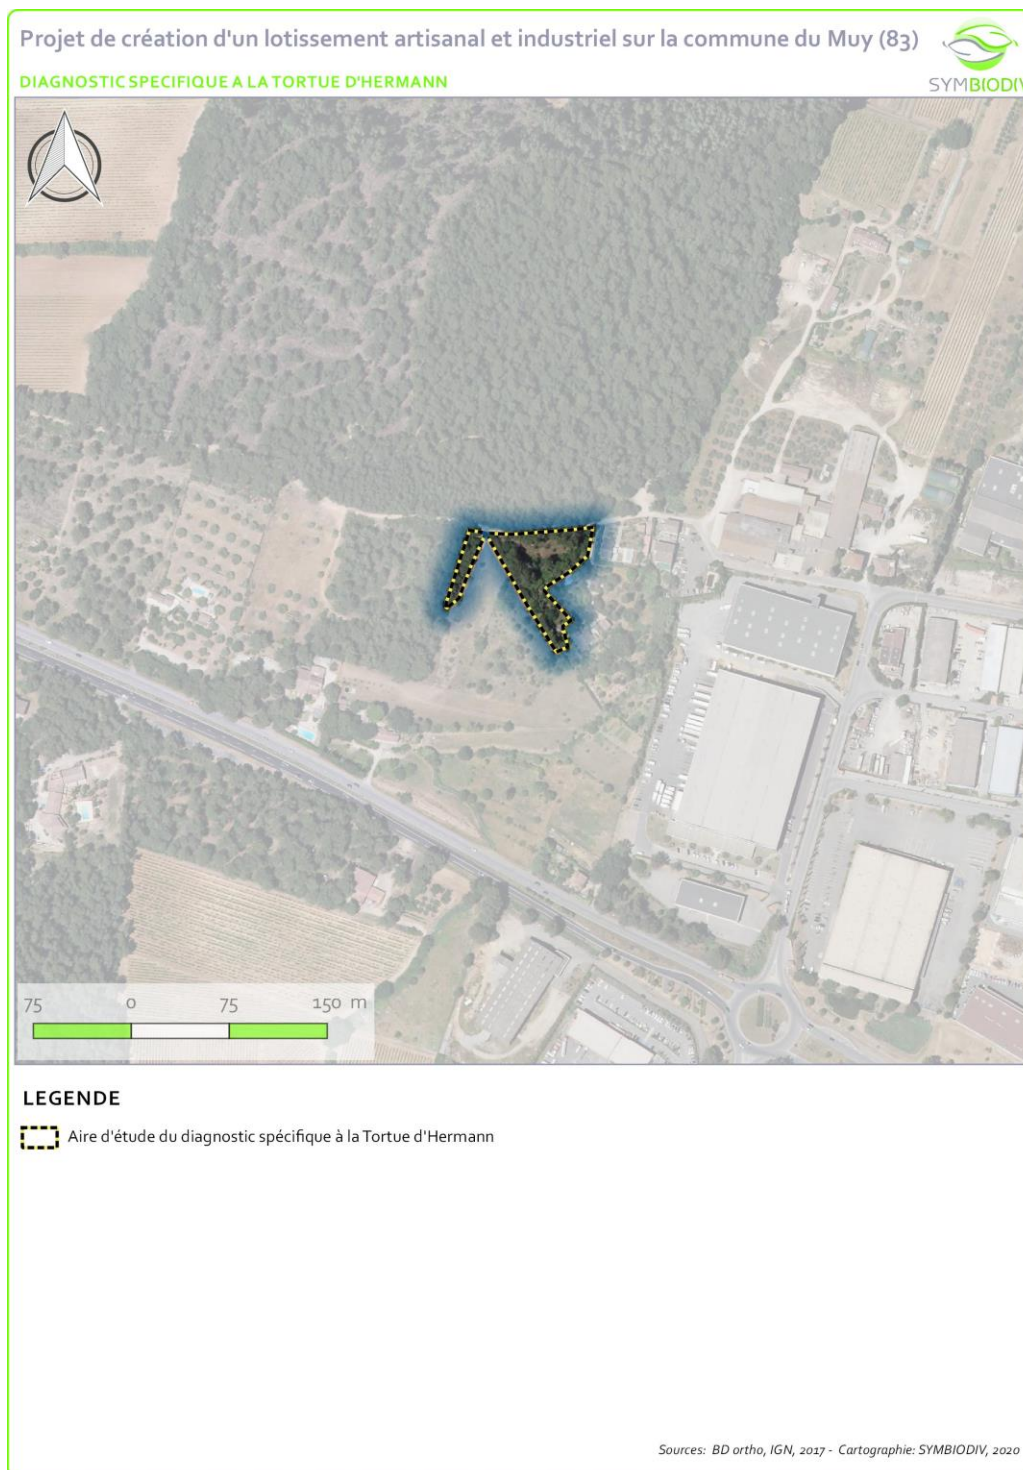 Projet de création d'un lotissement artisanal et industriel sur la commune du Muy (83)
DIAGNOSTIC SPECIFIQUE A LA TORTUE D'HERMANN
SYMBIODIV
75 0 75 150 m
LEGENDE
Aire d'étude du diagnostic spécifique à la Tortue d'Hermann
Sources: BD ortho, IGN, 2017 - Cartographie: SYMBIODIV, 2020